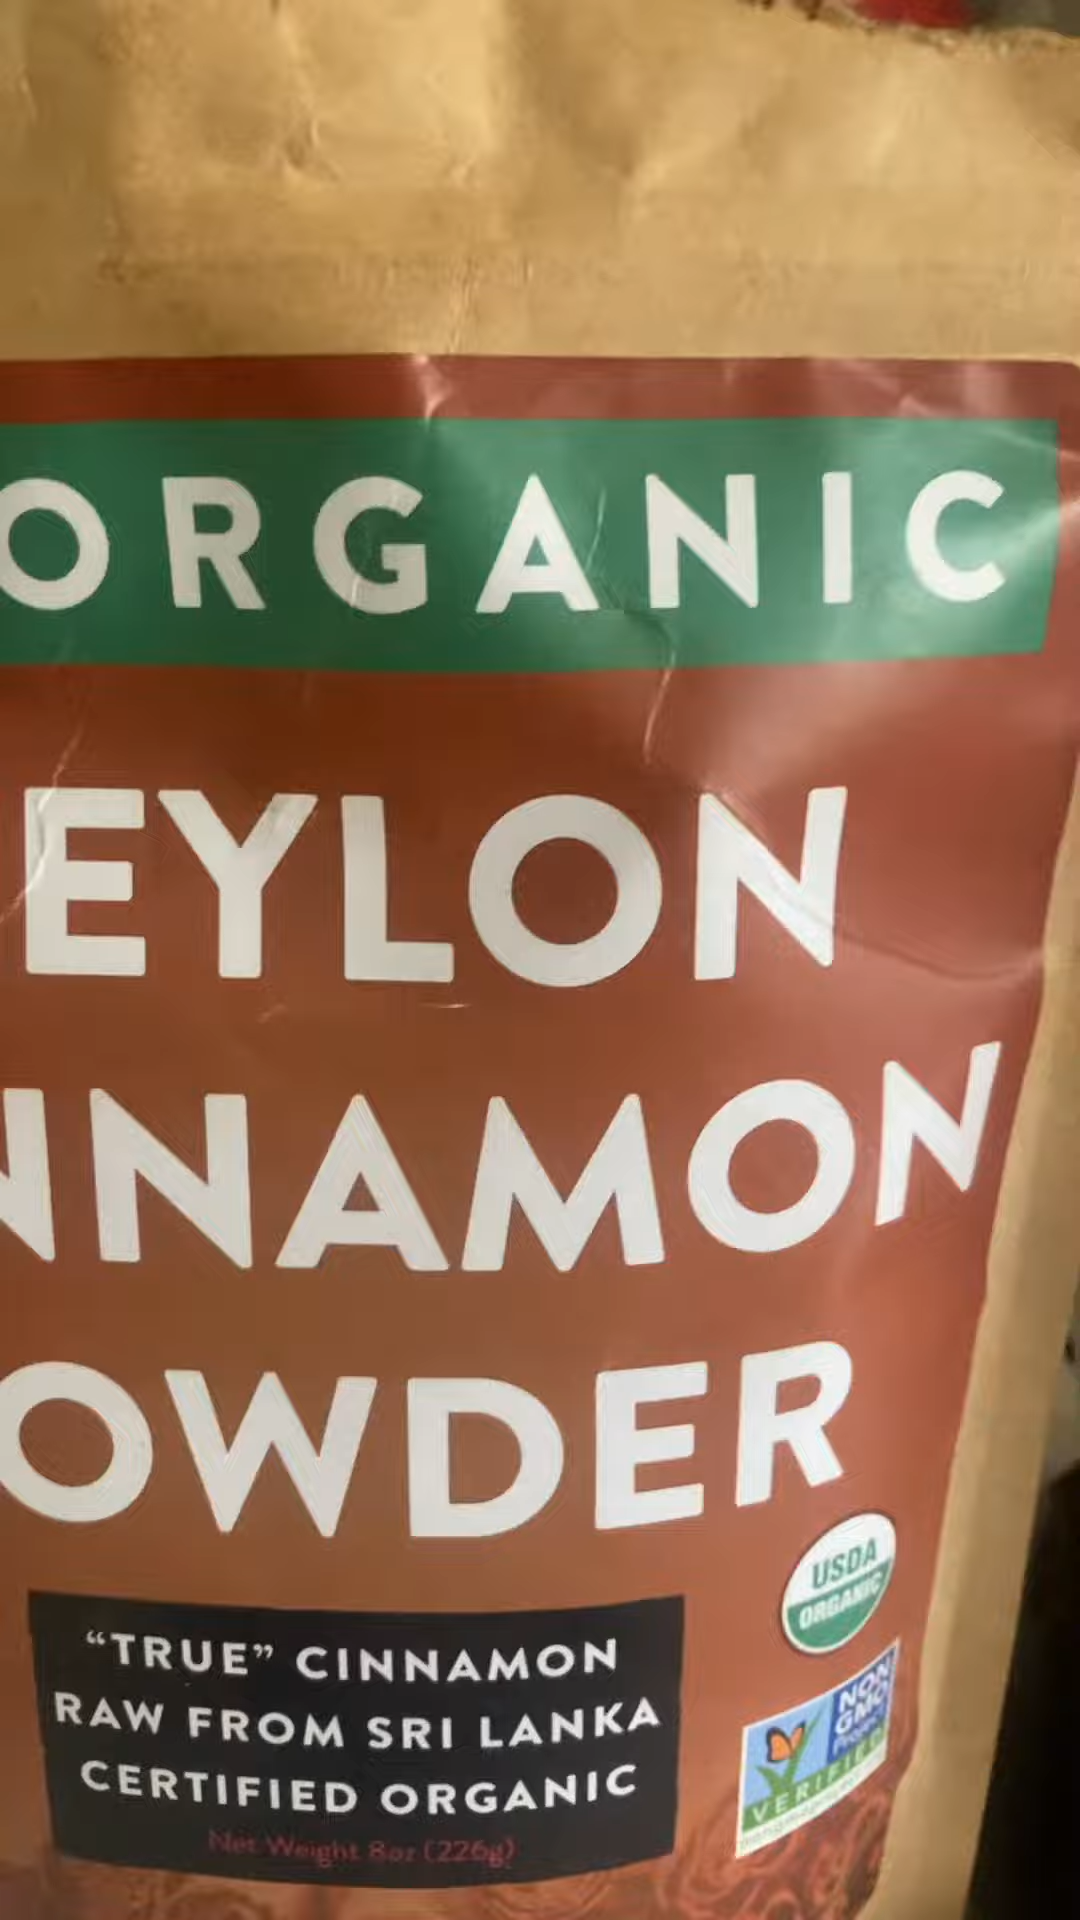 ORGANIC
EYLON
NNAMON
OWDER
USDA
ORGANIC
"TRUE" CINNAMON
RAW FROM SRI LANKA
CERTIFIED ORGANIC
Net Weight 8oz (226g)
NON
GMO
Project
VERIFIED